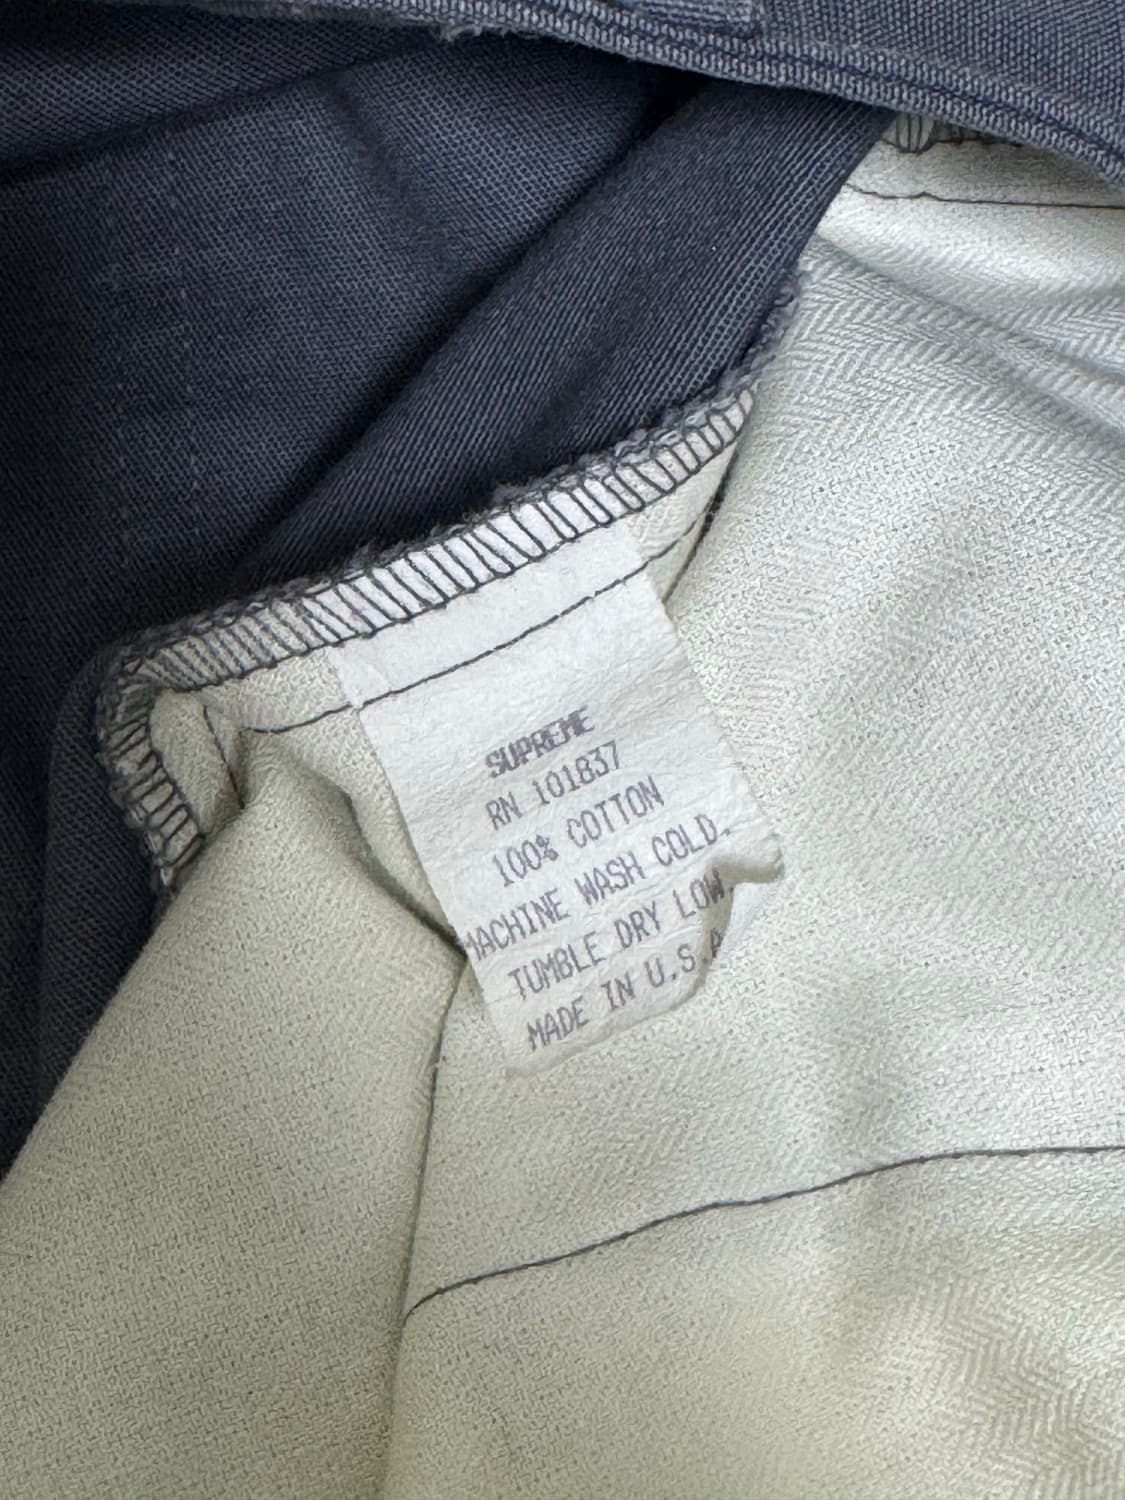 SUPREME
RN 101837
100% COTTON
MACHINE WASH COLD.
TUMBLE DRY LOW
MADE IN U.S.A